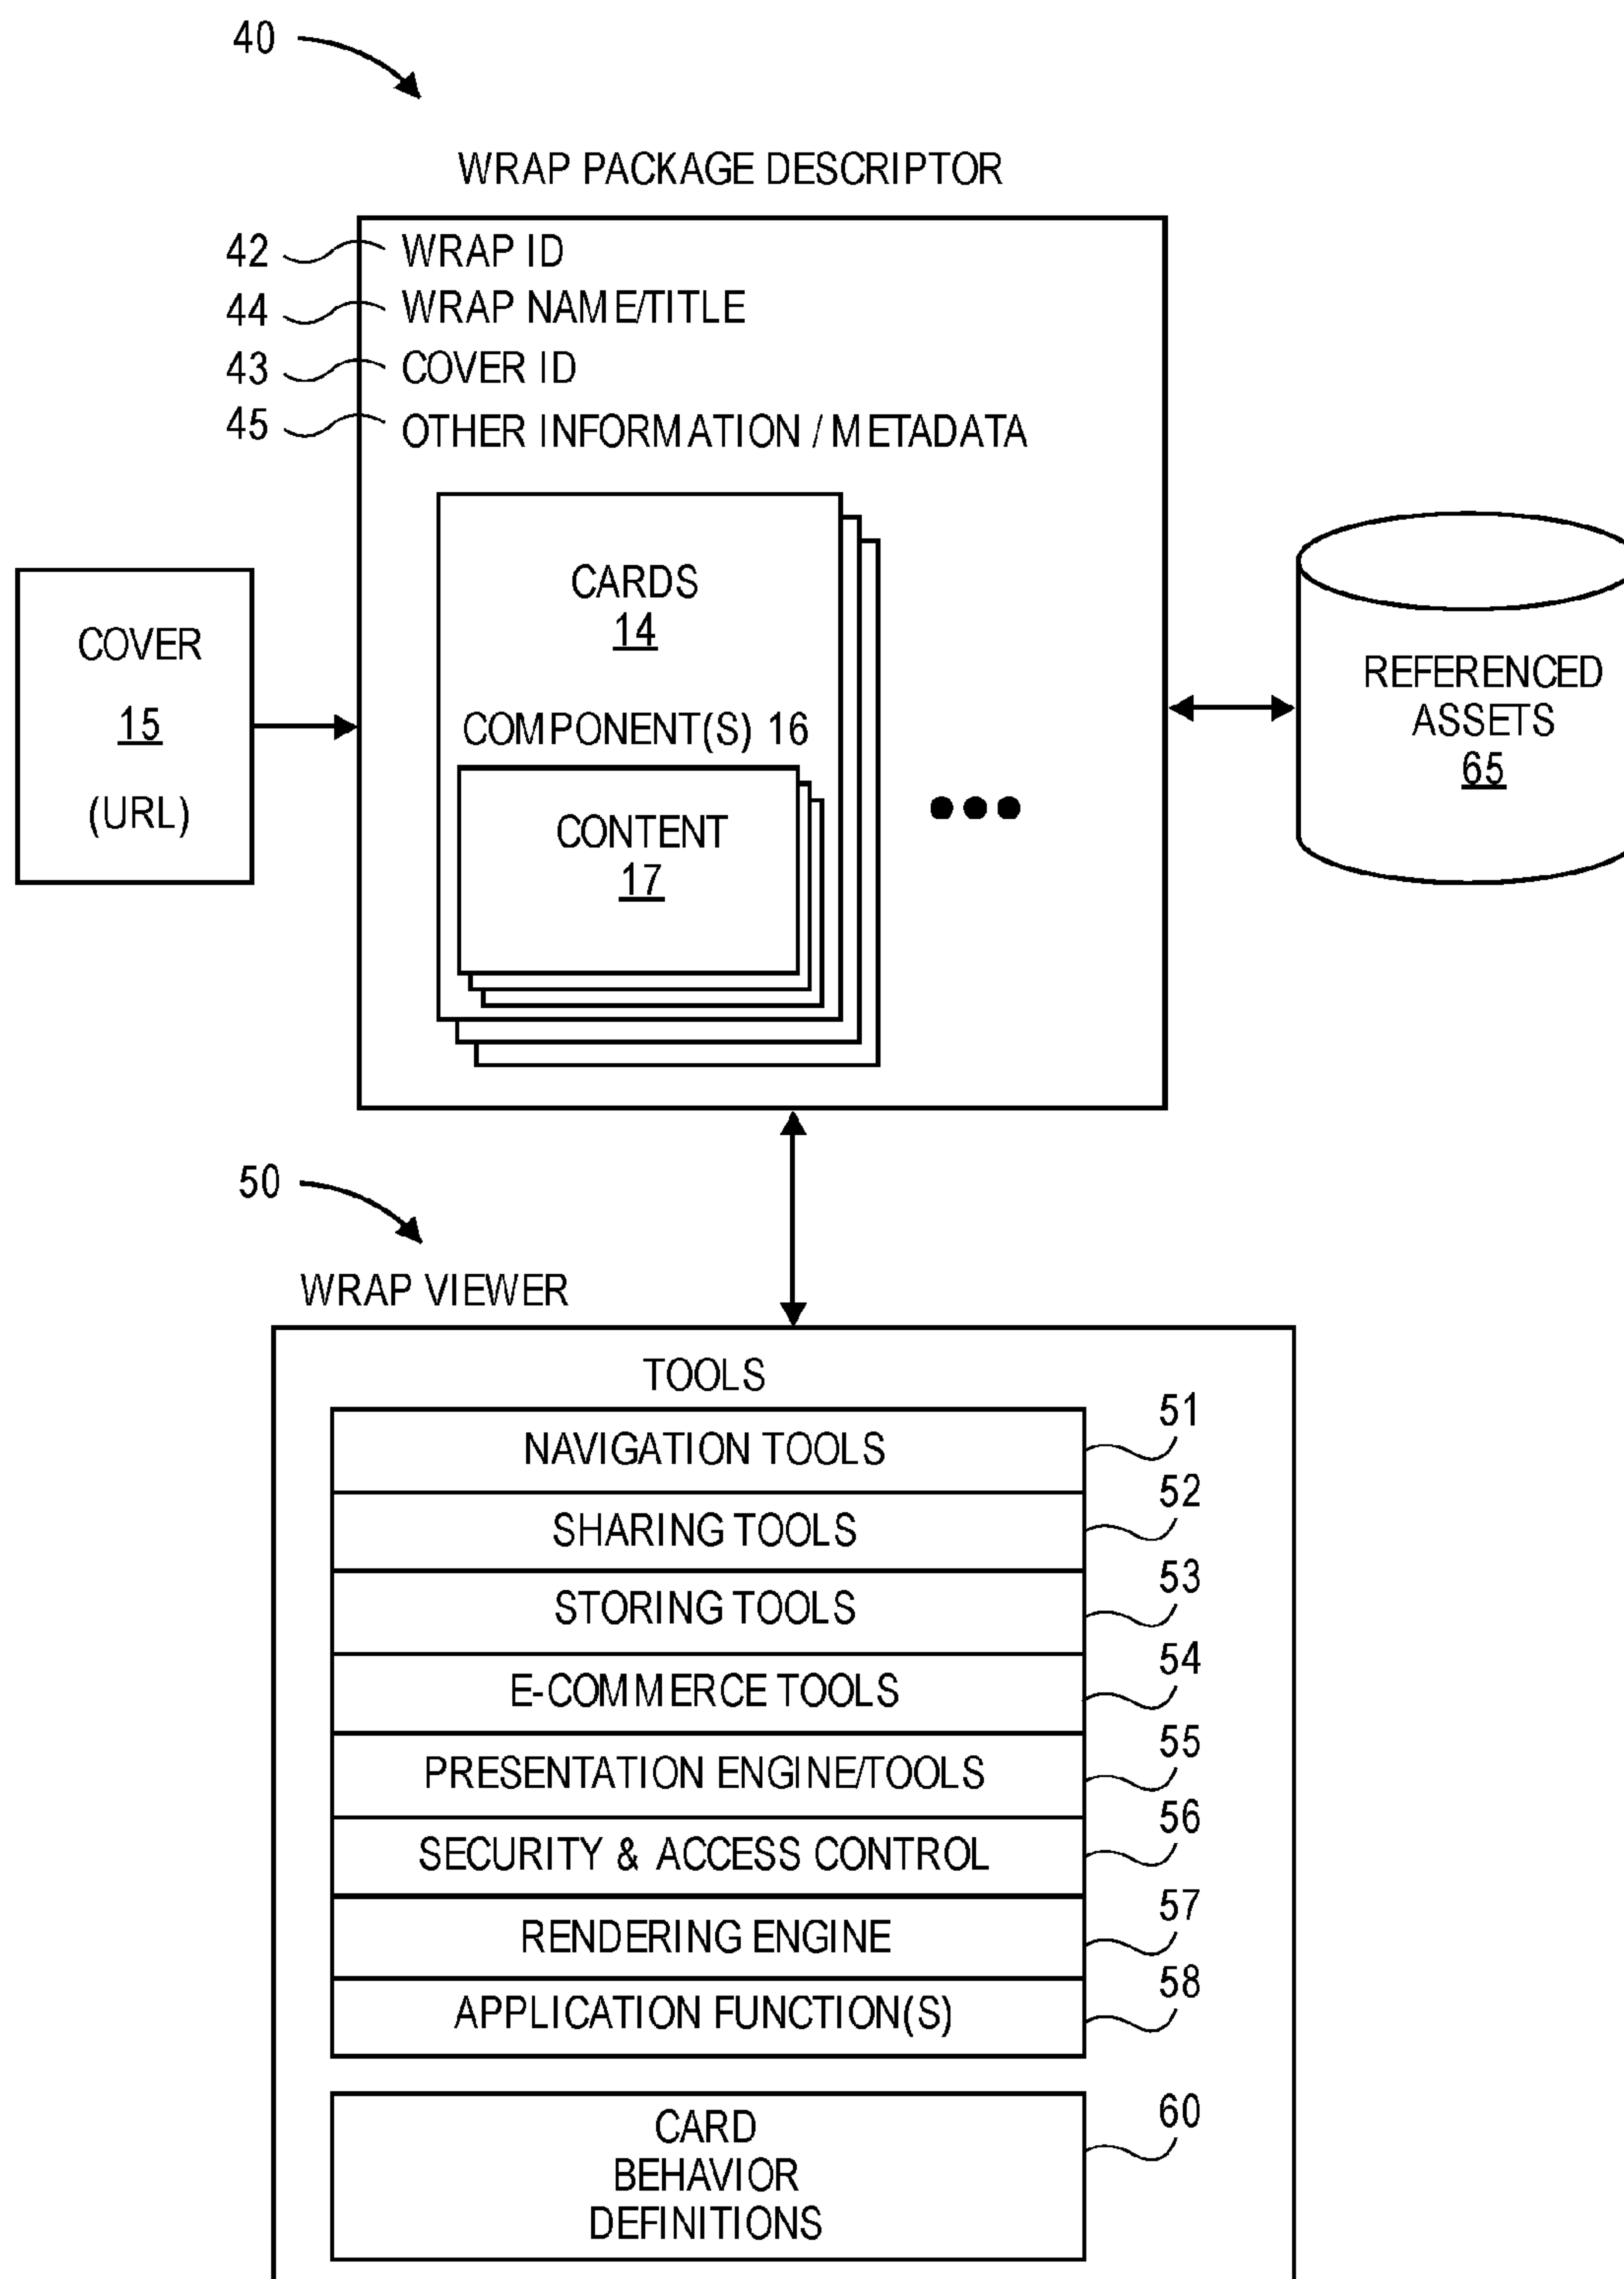 40
WRAP PACKAGE DESCRIPTOR
42 WRAP ID
44 WRAP NAME/TITLE
43 COVER ID
45 OTHER INFORMATION / METADATA
CARDS
14
COVER
15
(URL)
COMPONENT(S) 16
CONTENT
17
REFERENCED
ASSETS
65
50
WRAP VIEWER
TOOLS
NAVIGATION TOOLS 51
SHARING TOOLS 52
STORING TOOLS 53
E-COMMERCE TOOLS 54
PRESENTATION ENGINE/TOOLS 55
SECURITY & ACCESS CONTROL 56
RENDERING ENGINE 57
APPLICATION FUNCTION(S) 58
CARD 60
BEHAVIOR
DEFINITIONS